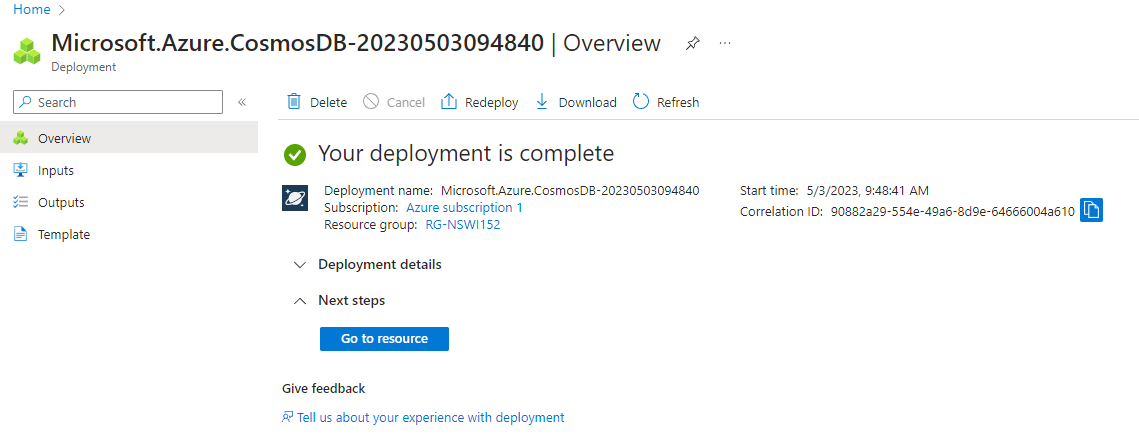 Home
Microsoft.Azure.CosmosDB-20230503094840 | Overview
Deployment
Search
Delete Cancel Redeploy Download Refresh
Overview
Inputs
Outputs
Template
Your deployment is complete
Deployment name: Microsoft.Azure.CosmosDB-20230503094840
Subscription: Azure subscription 1
Resource group: RG-NSWI152
Start time: 5/3/2023, 9:48:41 AM
Correlation ID: 90882a29-554e-49a6-8d9e-64666004a610
Deployment details
Next steps
Go to resource
Give feedback
Tell us about your experience with deployment